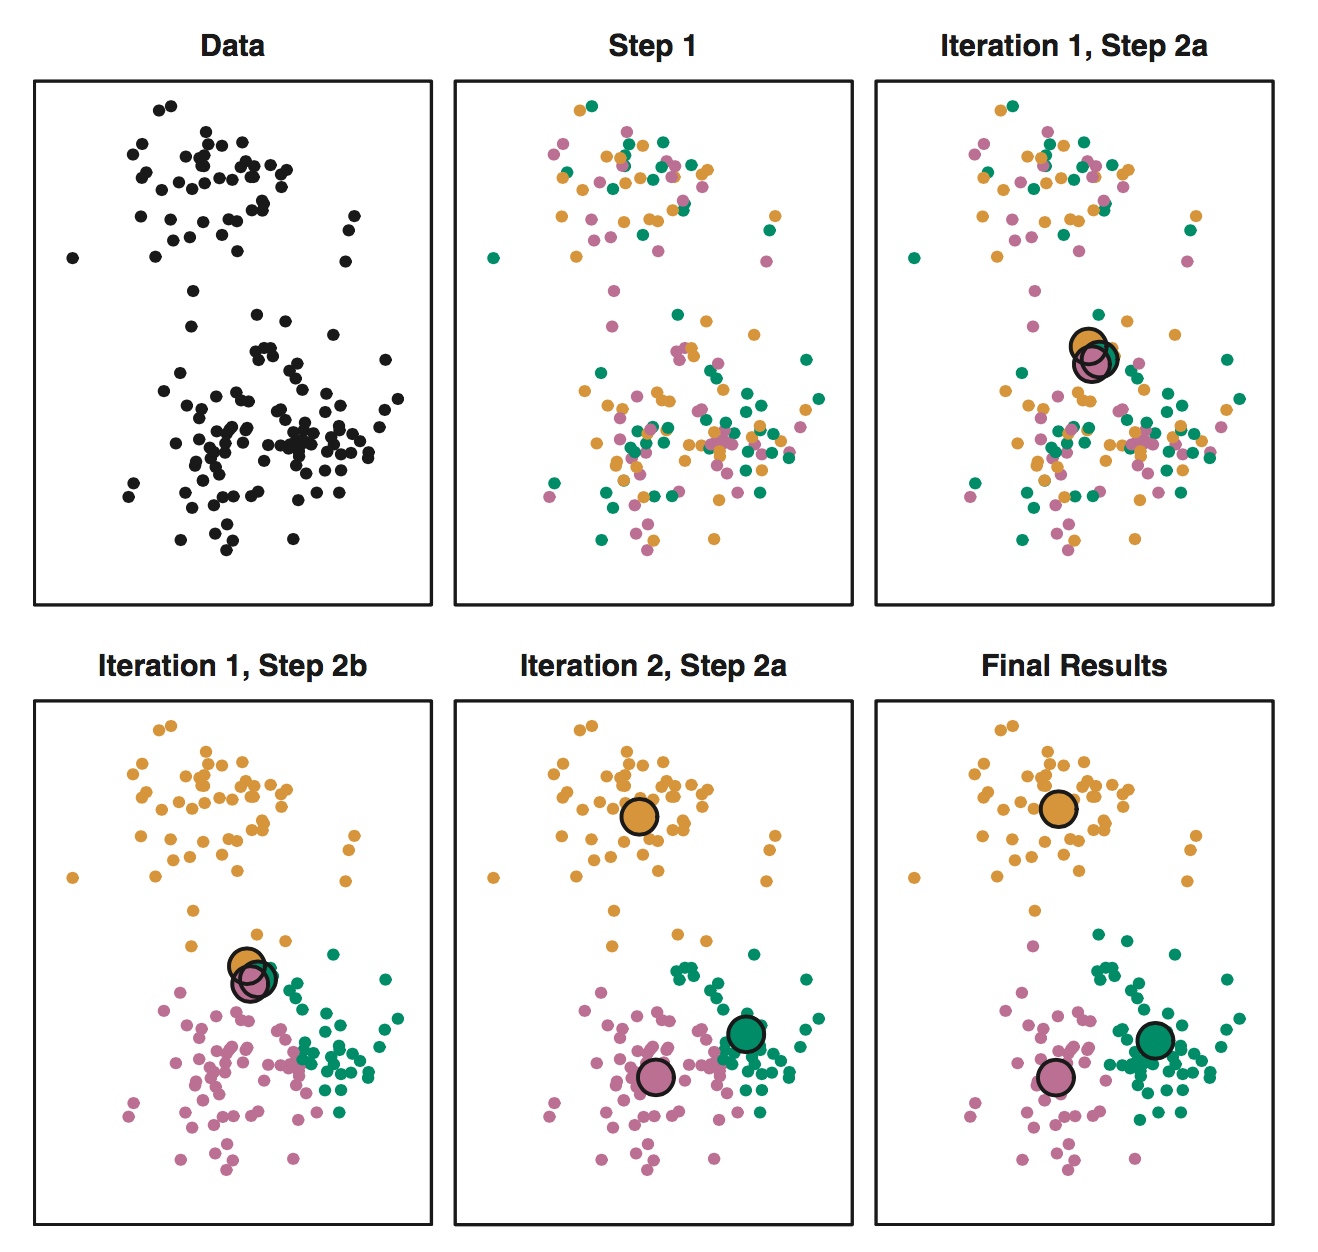 Data
Step 1
Iteration 1, Step 2a
Iteration 1, Step 2b
Iteration 2, Step 2a
Final Results